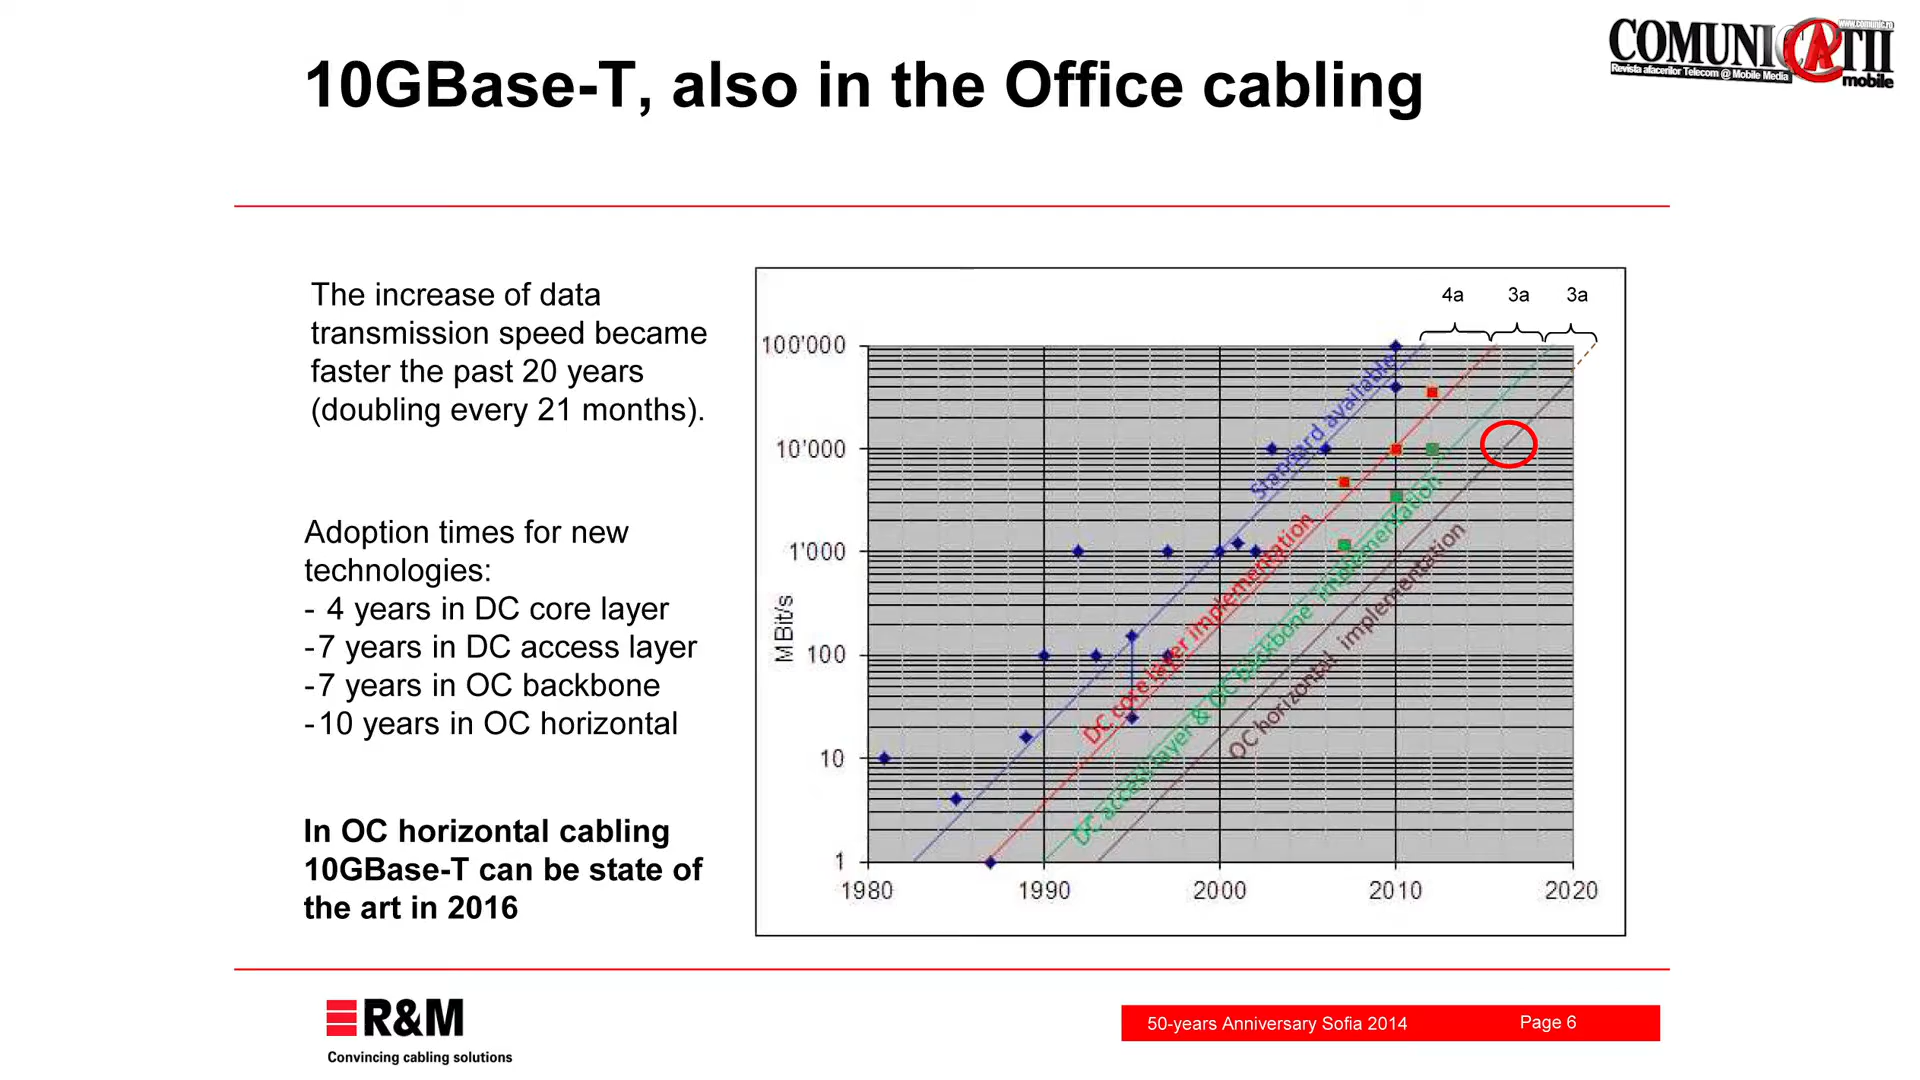 www.comunic.ro
COMUNICATII
Revista afacerilor Telecom @ Mobile Media
mobile
10GBase-T, also in the Office cabling
The increase of data
transmission speed became
faster the past 20 years
(doubling every 21 months).
Adoption times for new
technologies:
- 4 years in DC core layer
- 7 years in DC access layer
- 7 years in OC backbone
- 10 years in OC horizontal
In OC horizontal cabling
10GBase-T can be state of
the art in 2016
4a 3a 3a
100'000
10'000
1'000
100
10
1
MBit/s
1980 1990 2000 2010 2020
Standard available
DC core layer implementation
DC access layer & OC backbone implementation
OC horizontal implementation
R&M
Convincing cabling solutions
50-years Anniversary Sofia 2014 Page 6